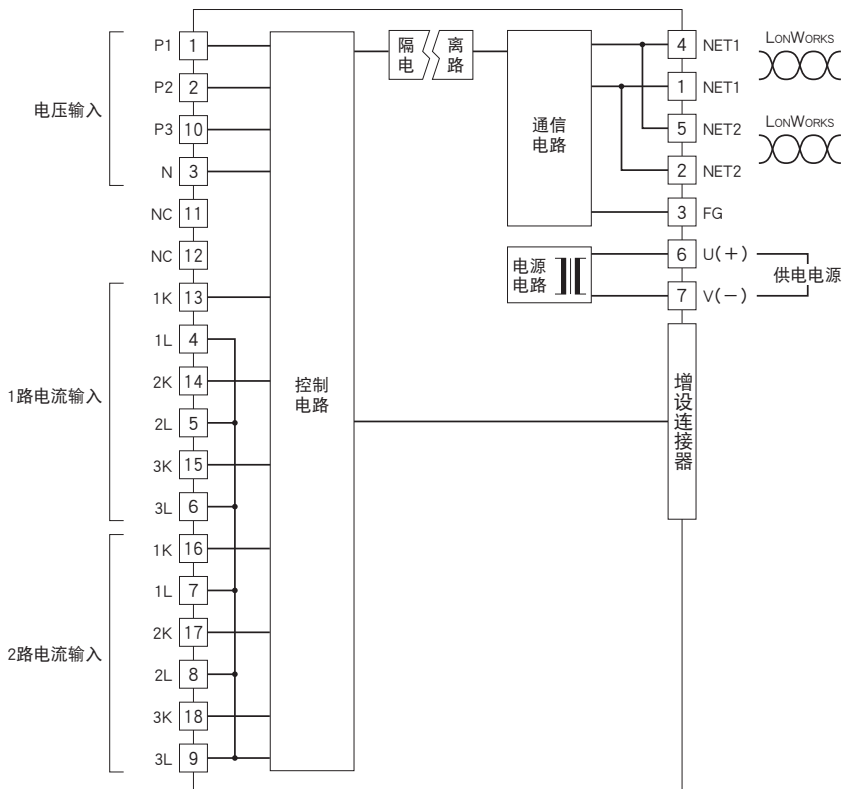 电压输入
P1 1
P2 2
P3 10
N 3
NC 11
NC 12
1路电流输入
1K 13
1L 4
2K 14
2L 5
3K 15
3L 6
2路电流输入
1K 16
1L 7
2K 17
2L 8
3K 18
3L 9
控制
电路
隔 离
电 路
通信
电路
4 NET1
1 NET1
5 NET2
2 NET2
3 FG
LONWORKS
LONWORKS
电源
电路
6 U(+)
7 V(−)
供电电源
增设连接器